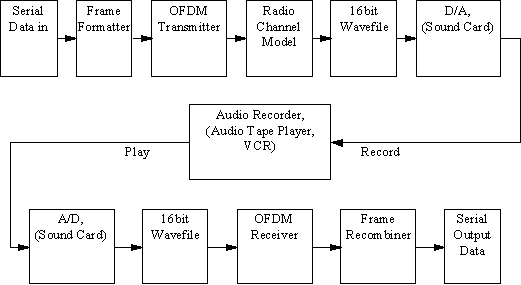 Serial
Data in
Frame
Formatter
OFDM
Transmitter
Radio
Channel
Model
16bit
Wavefile
D/A,
(Sound Card)
Audio Recorder,
(Audio Tape Player,
VCR)
Play
Record
A/D,
(Sound Card)
16bit
Wavefile
OFDM
Receiver
Frame
Recombiner
Serial
Output
Data